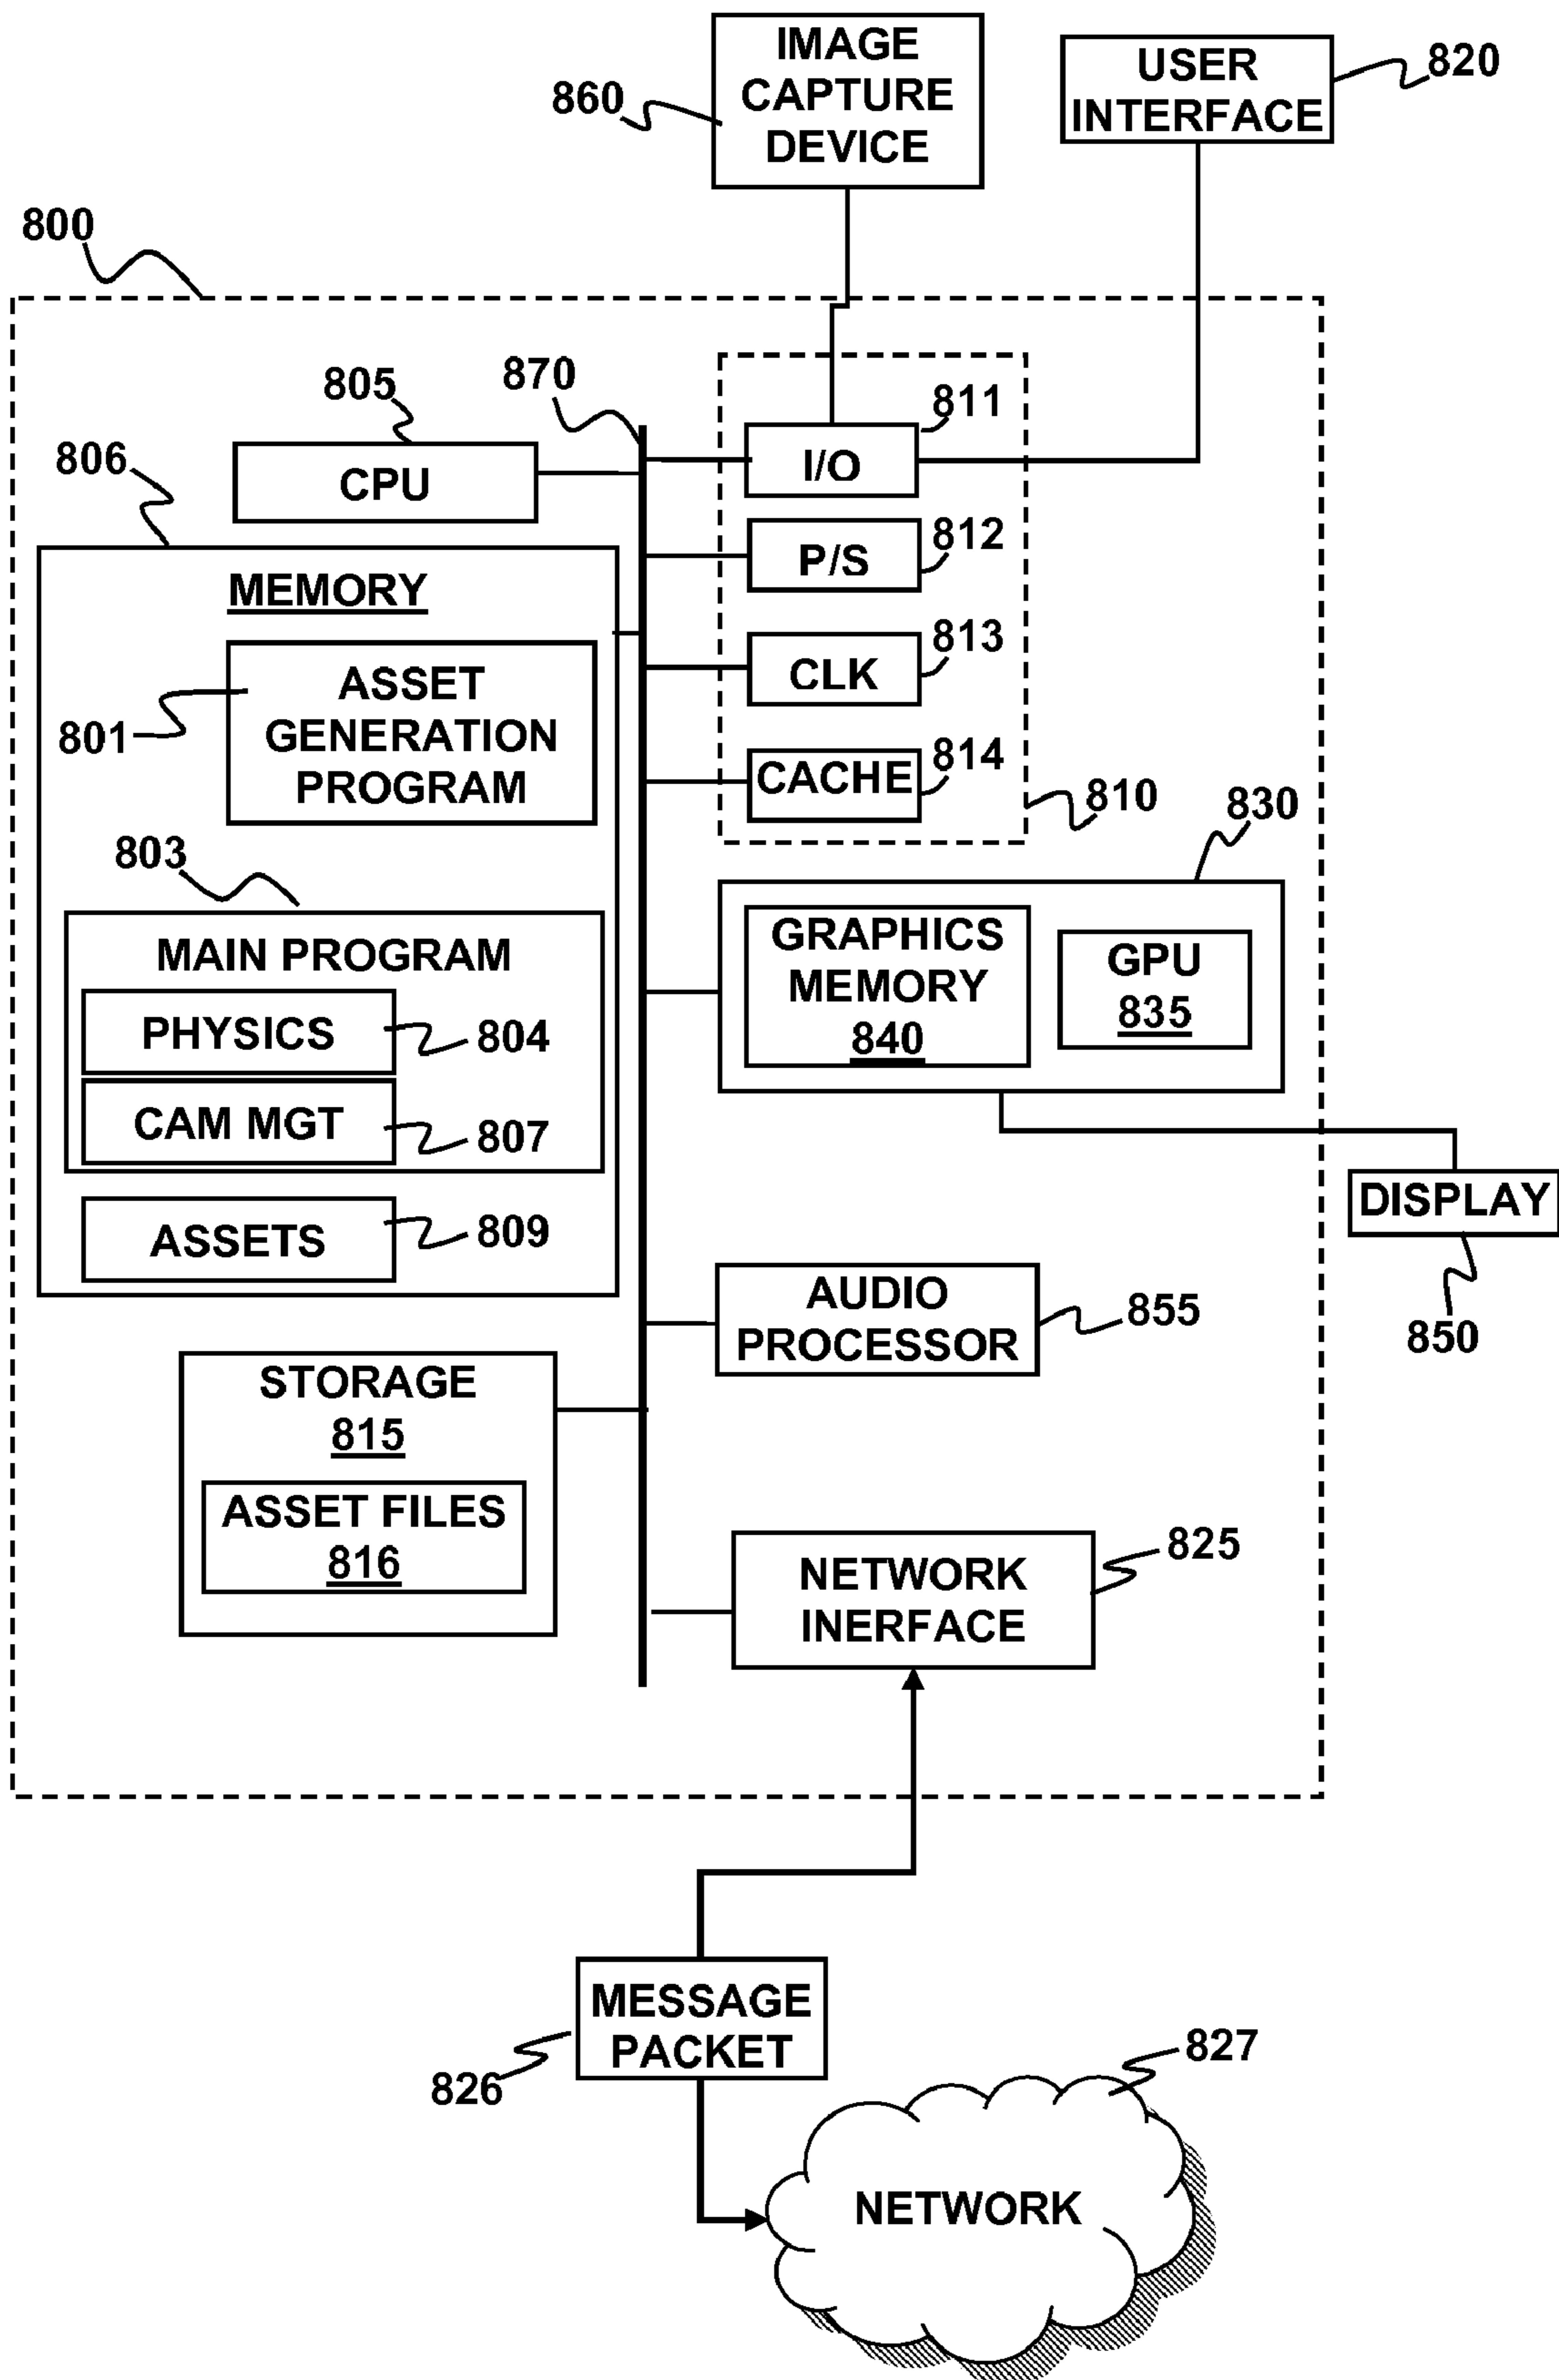 IMAGE
CAPTURE
DEVICE
860
USER
INTERFACE
820
800
870
805
CPU
806
811
I/O
812
P/S
813
CLK
814
CACHE
810
MEMORY
ASSET
GENERATION
PROGRAM
801
803
MAIN PROGRAM
PHYSICS
804
CAM MGT
807
ASSETS
809
830
GRAPHICS
MEMORY
840
GPU
835
DISPLAY
850
AUDIO
PROCESSOR
855
STORAGE
815
ASSET FILES
816
NETWORK
INERFACE
825
MESSAGE
PACKET
826
827
NETWORK